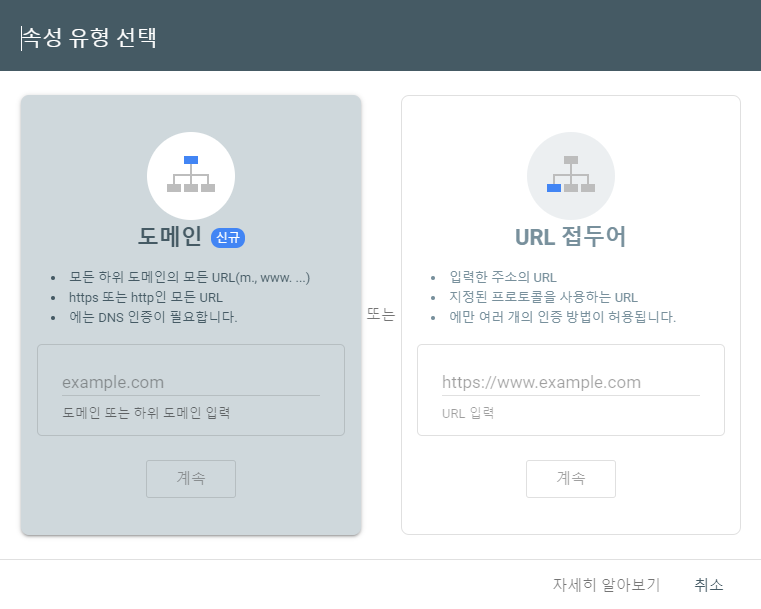 속성 유형 선택
도메인 신규
모든 하위 도메인의 모든 URL(m., www. ...)
https 또는 http인 모든 URL
에는 DNS 인증이 필요합니다.
example.com
도메인 또는 하위 도메인 입력
계속
또는
URL 접두어
입력한 주소의 URL
지정된 프로토콜을 사용하는 URL
에만 여러 개의 인증 방법이 허용됩니다.
https://www.example.com
URL 입력
계속
자세히 알아보기 취소